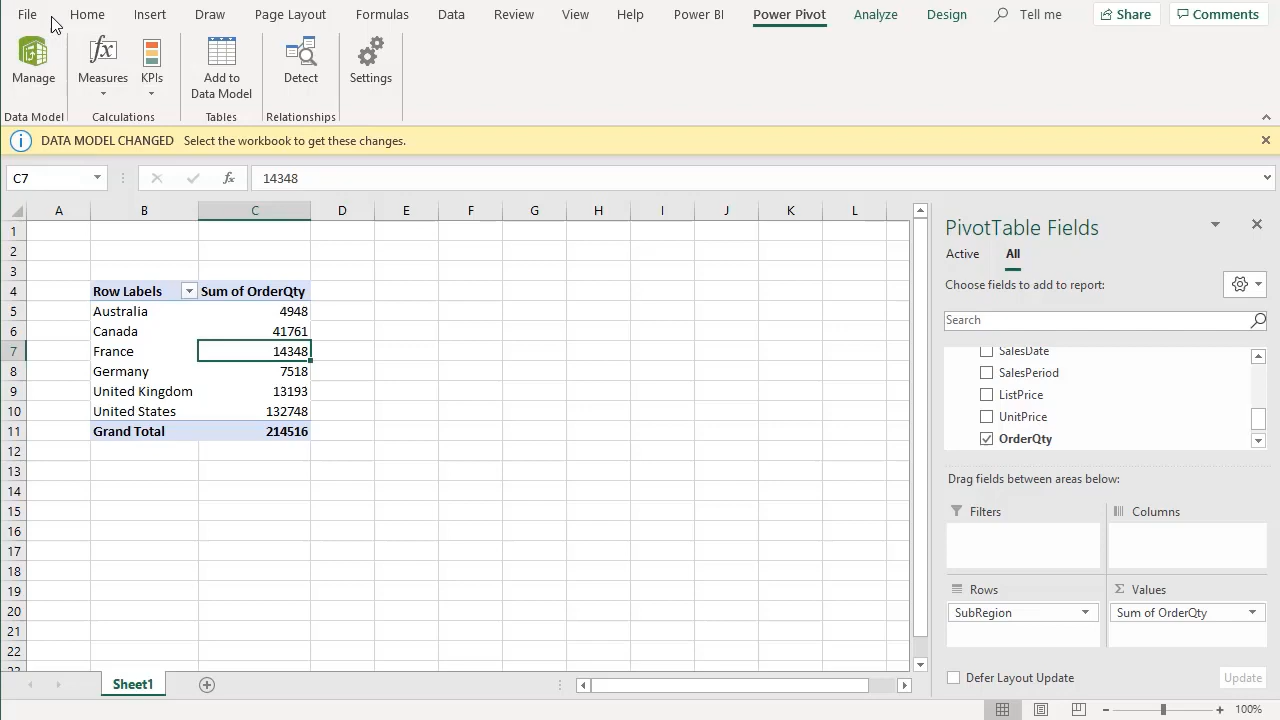 File Home Insert Draw Page Layout Formulas Data Review View Help Power BI Power Pivot Analyze Design Tell me Share Comments
Manage Measures KPIs Add to Data Model Detect Settings
Data Model Calculations Tables Relationships
DATA MODEL CHANGED Select the workbook to get these changes.
C7 fx 14348
A B C D E F G H I J K L
1
2
3
4 Row Labels Sum of OrderQty
5 Australia 4948
6 Canada 41761
7 France 14348
8 Germany 7518
9 United Kingdom 13193
10 United States 132748
11 Grand Total 214516
12
13
14
15
16
17
18
19
20
21
22
23
Sheet1
PivotTable Fields
Active All
Choose fields to add to report:
Search
SalesDate
SalesPeriod
ListPrice
UnitPrice
OrderQty
Drag fields between areas below:
Filters Columns
Rows Σ Values
SubRegion Sum of OrderQty
Defer Layout Update Update
100%